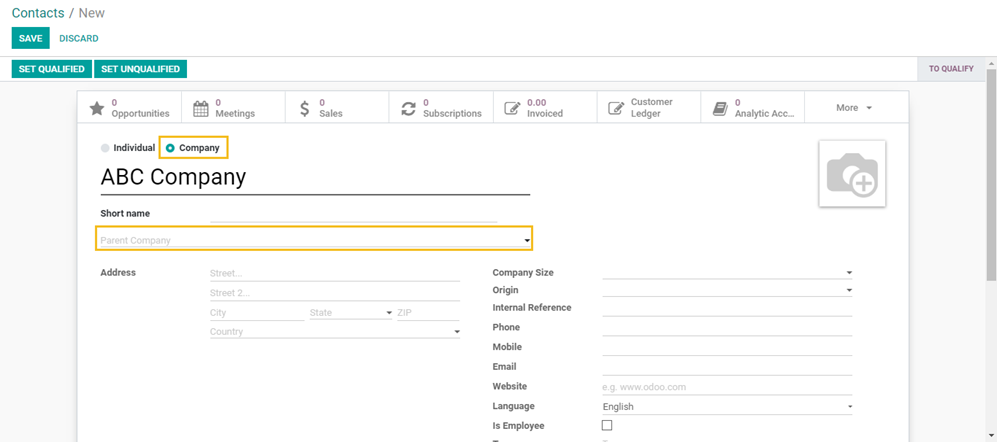 Contacts / New
SAVE DISCARD
SET QUALIFIED SET UNQUALIFIED TO QUALIFY
0 Opportunities
0 Meetings
0 Sales
0 Subscriptions
0.00 Invoiced
Customer Ledger
0 Analytic Acc...
More
Individual Company
ABC Company
Short name
Parent Company
Address
Street...
Street 2...
City State ZIP
Country
Company Size
Origin
Internal Reference
Phone
Mobile
Email
Website e.g. www.odoo.com
Language English
Is Employee